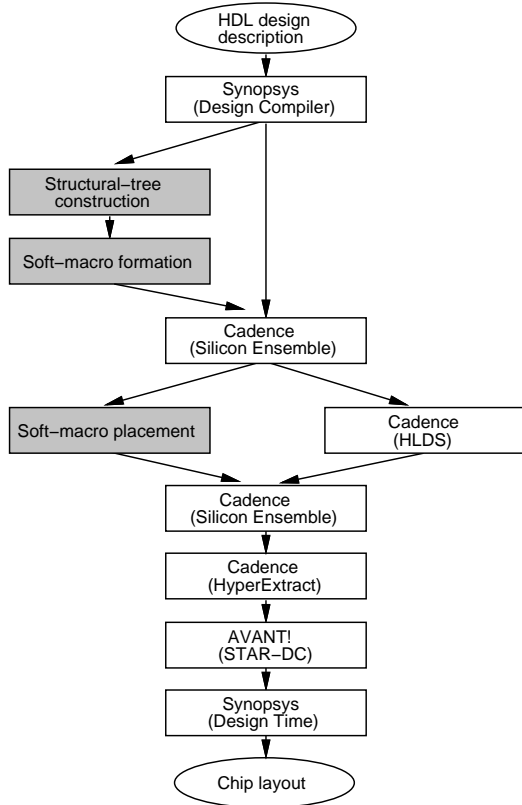 HDL design
description
Synopsys
(Design Compiler)
Structural−tree
construction
Soft−macro formation
Cadence
(Silicon Ensemble)
Soft−macro placement
Cadence
(HLDS)
Cadence
(Silicon Ensemble)
Cadence
(HyperExtract)
AVANT!
(STAR−DC)
Synopsys
(Design Time)
Chip layout